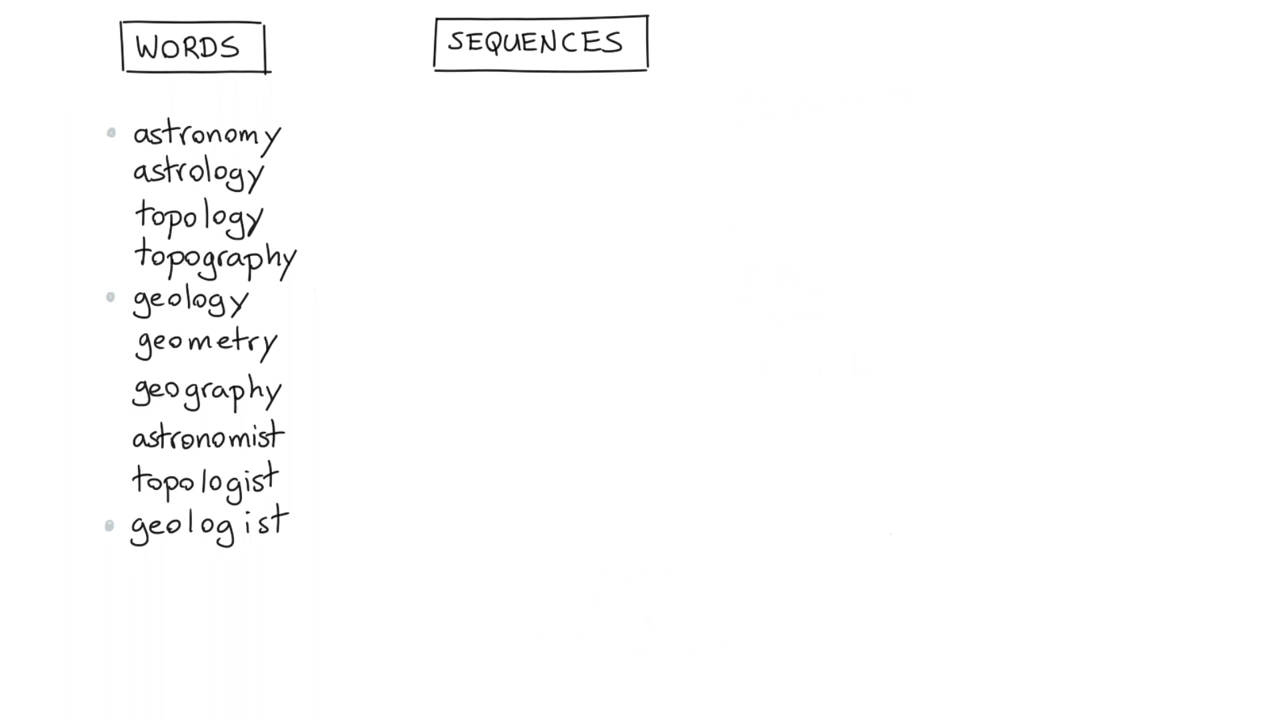 WORDS
SEQUENCES
astronomy
astrology
topology
topography
geology
geometry
geography
astronomist
topologist
geologist